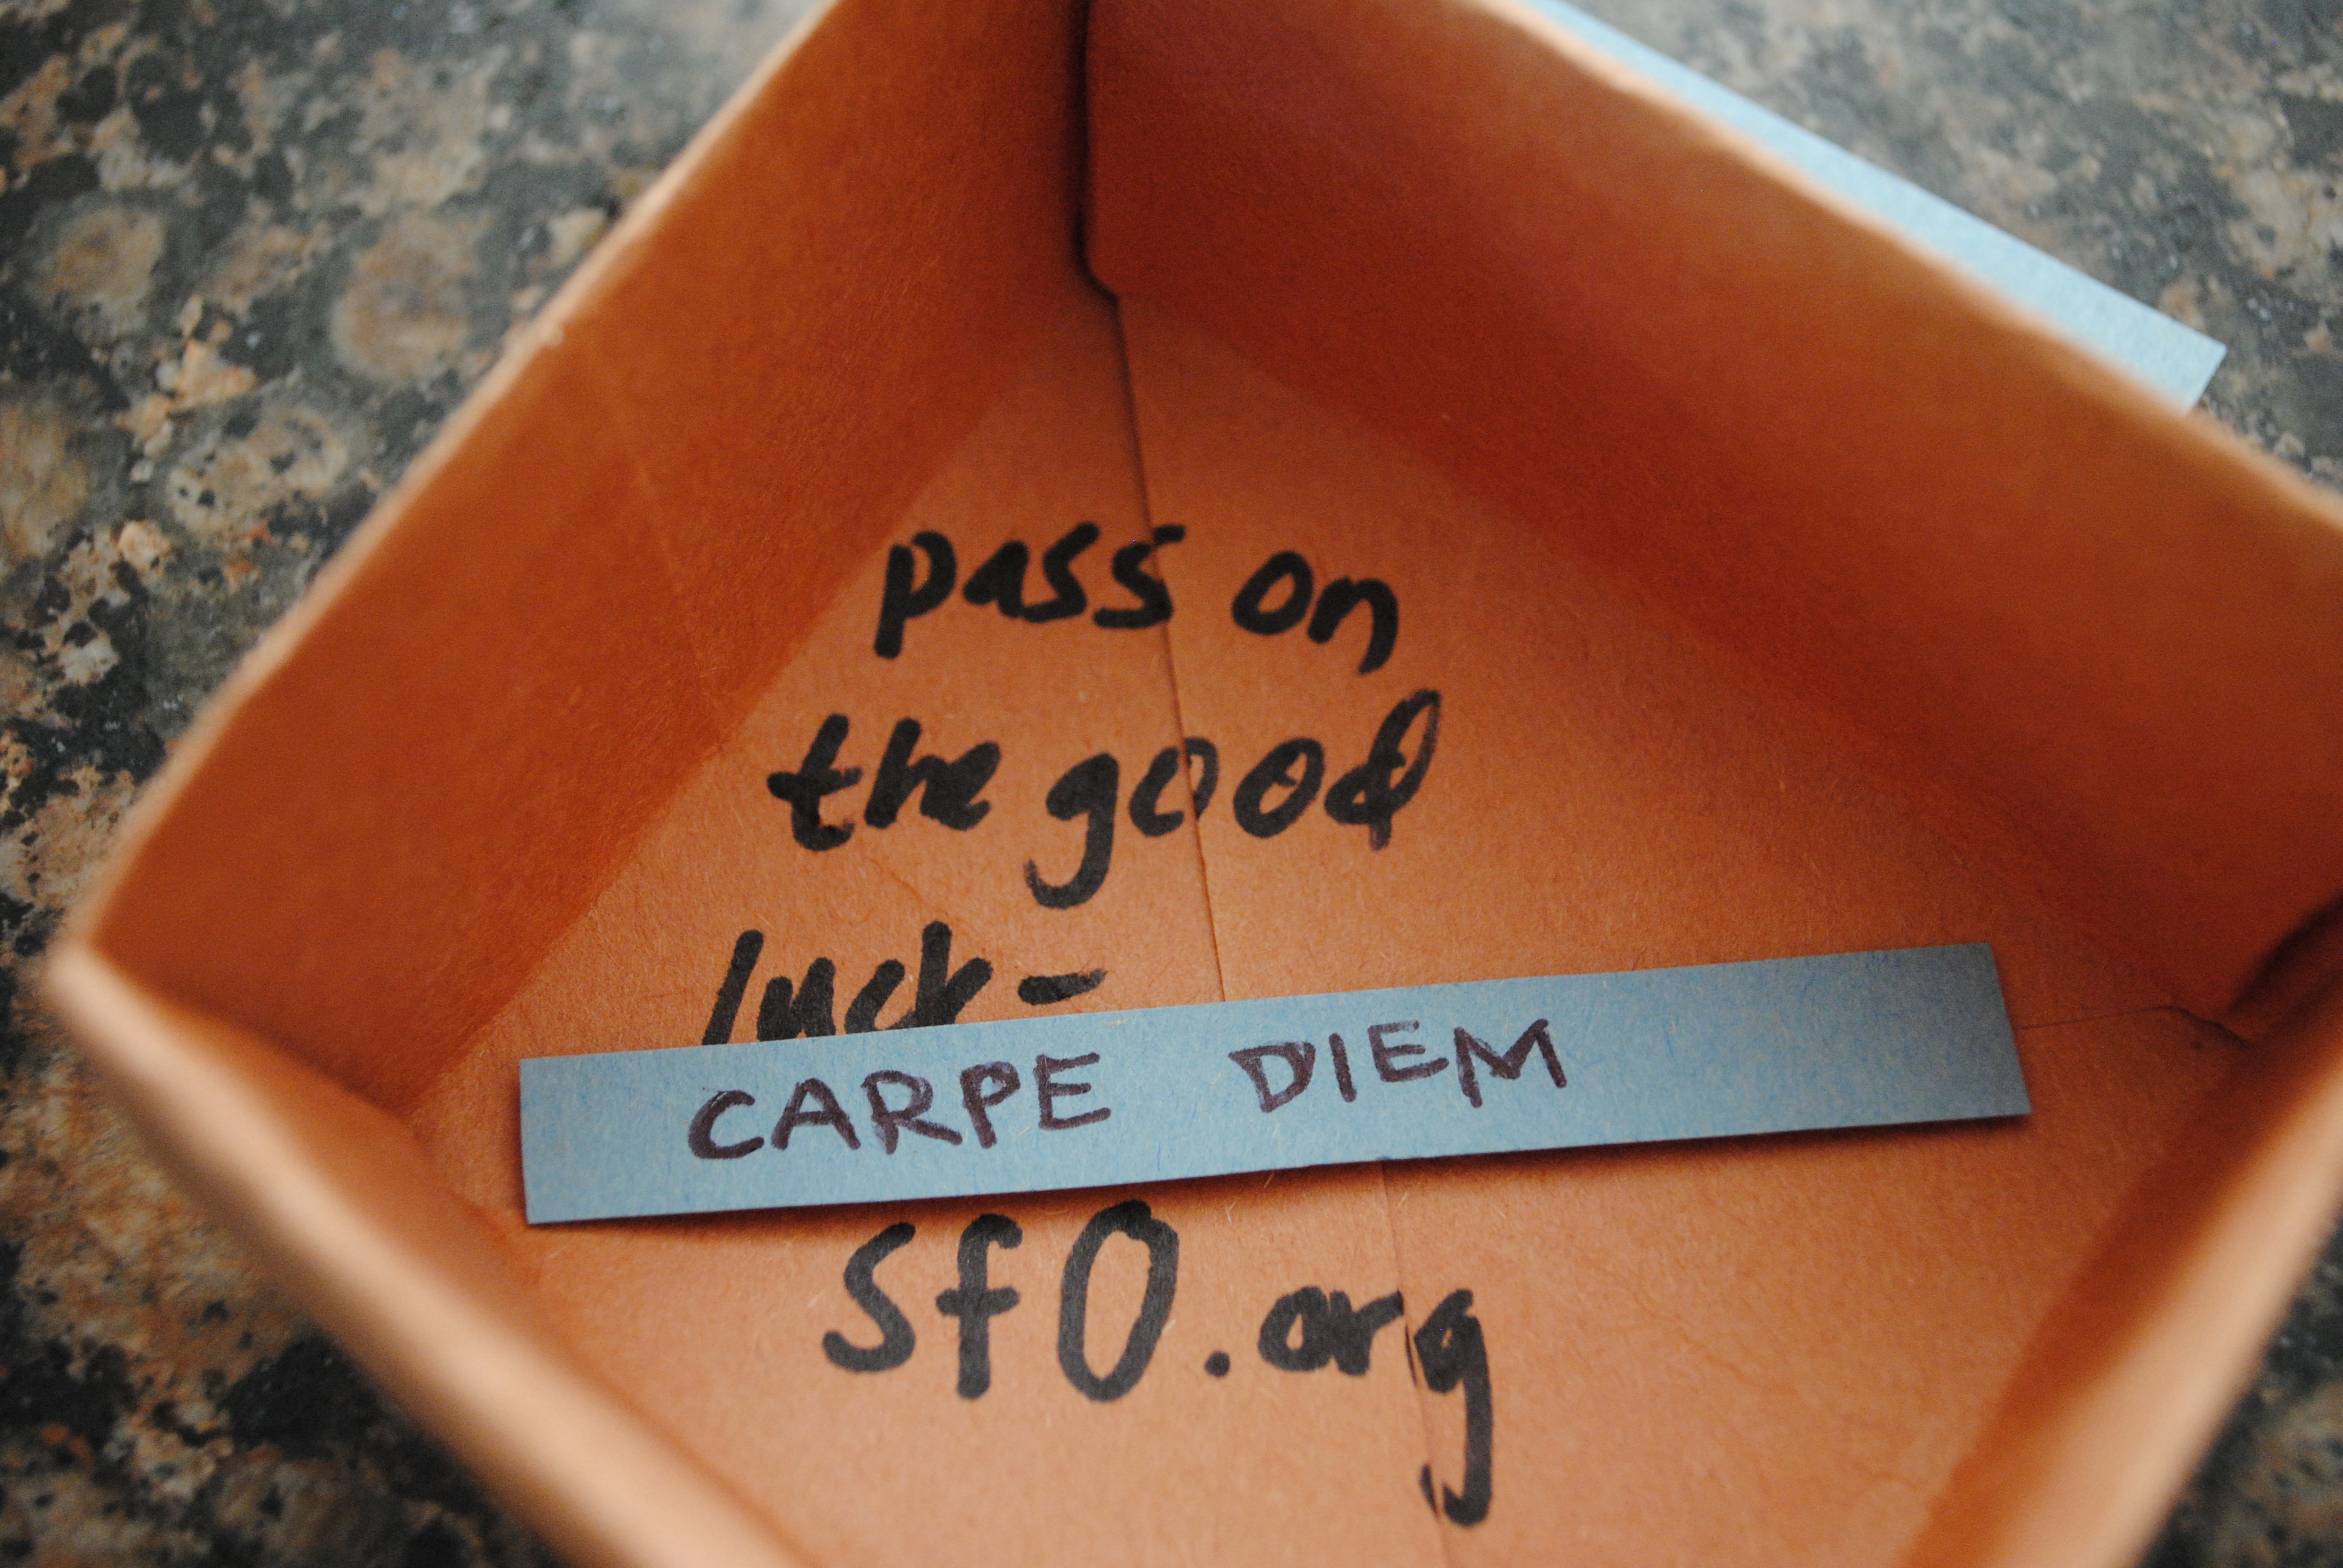 pass on
the good
luck-
CARPE DIEM
sf0.org